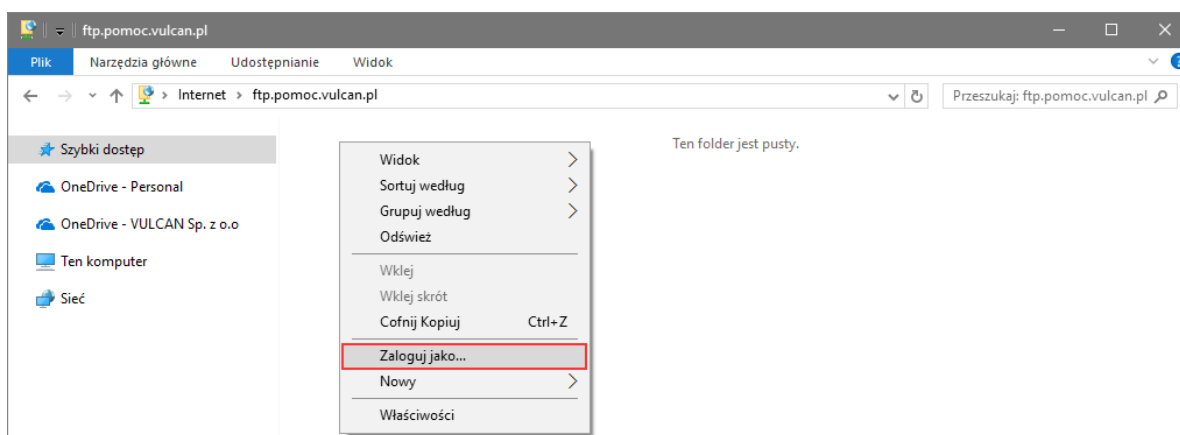 ftp.pomoc.vulcan.pl
Plik Narzędzia główne Udostępnianie Widok
Internet ftp.pomoc.vulcan.pl Przeszukaj: ftp.pomoc.vulcan.pl
Szybki dostęp
OneDrive - Personal
OneDrive - VULCAN Sp. z o.o
Ten komputer
Sieć
Widok
Sortuj według
Grupuj według
Odśwież
Wklej
Wklej skrót
Cofnij Kopiuj Ctrl+Z
Zaloguj jako...
Nowy
Właściwości
Ten folder jest pusty.